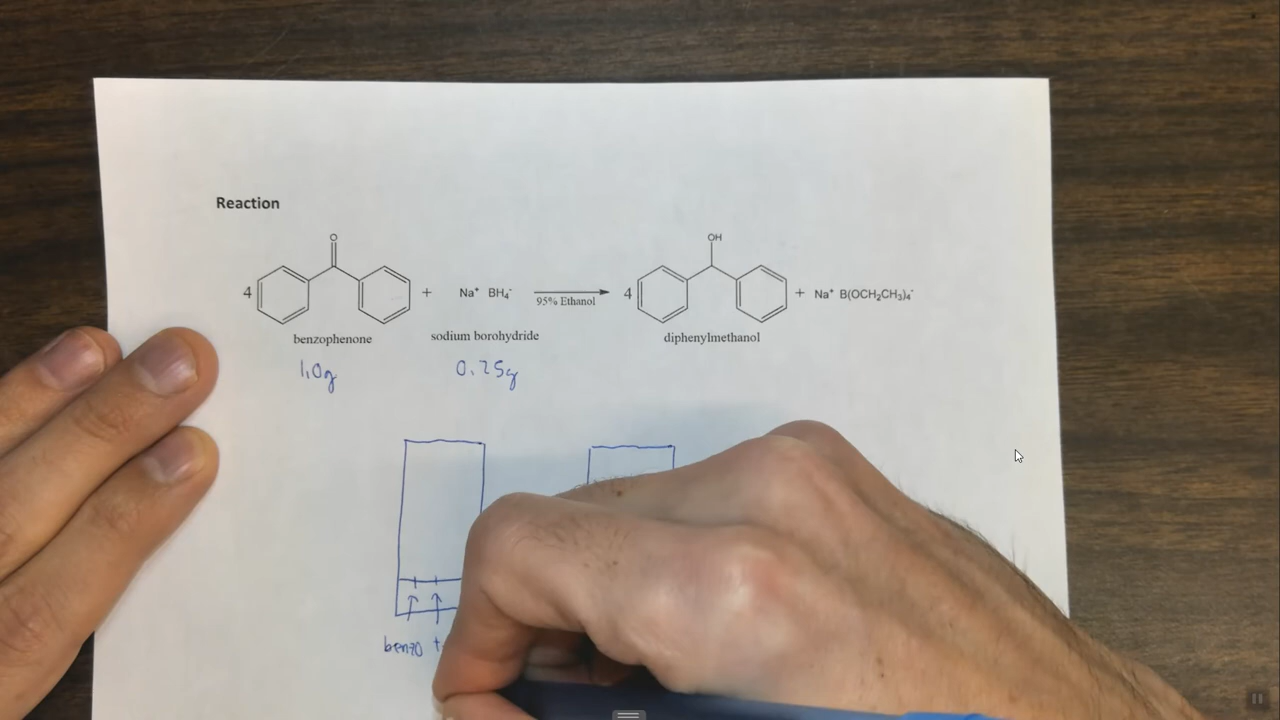 Reaction
O OH
4 + Na⁺ BH₄⁻ 95% Ethanol 4 + Na⁺ B(OCH₂CH₃)₄⁻
benzophenone sodium borohydride diphenylmethanol
1.0g 0.25g
benzo